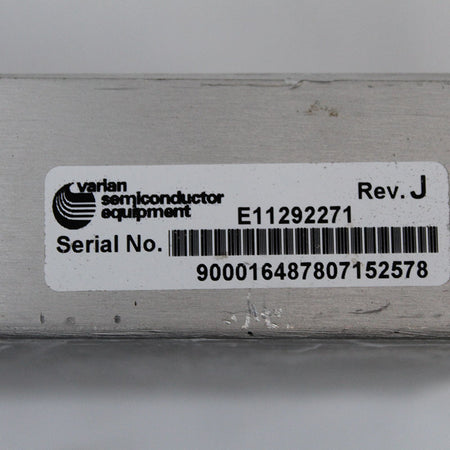 varian
semiconductor
equipment
Rev. J
E11292271
Serial No.
900016487807152578